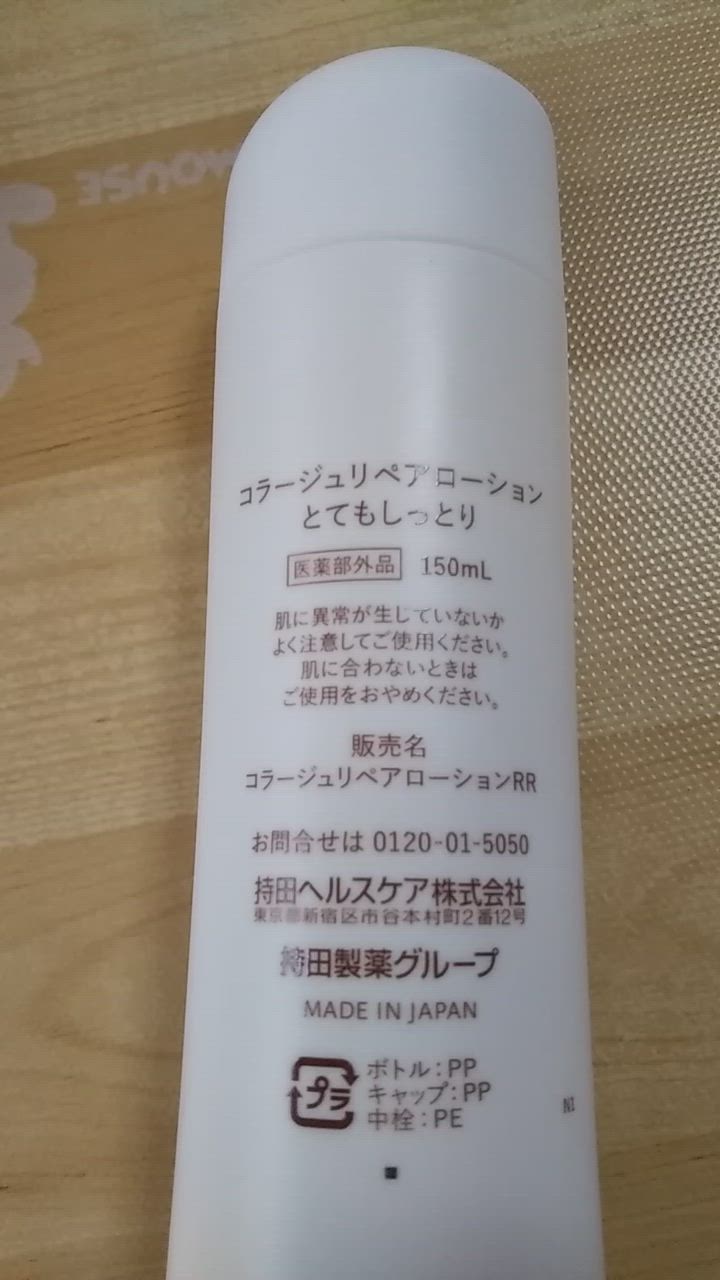 MOUSE
コラージュリペアローション
とてもしっとり
医薬部外品 150mL
肌に異常が生じていないか
よく注意してご使用ください。
肌に合わないときは
ご使用をおやめください。
販売名
コラージュリペアローションRR
お問合せは 0120-01-5050
持田ヘルスケア株式会社
東京都新宿区市谷本村町2番12号
持田製薬グループ
MADE IN JAPAN
プラ
ボトル:PP
キャップ:PP
中栓:PE